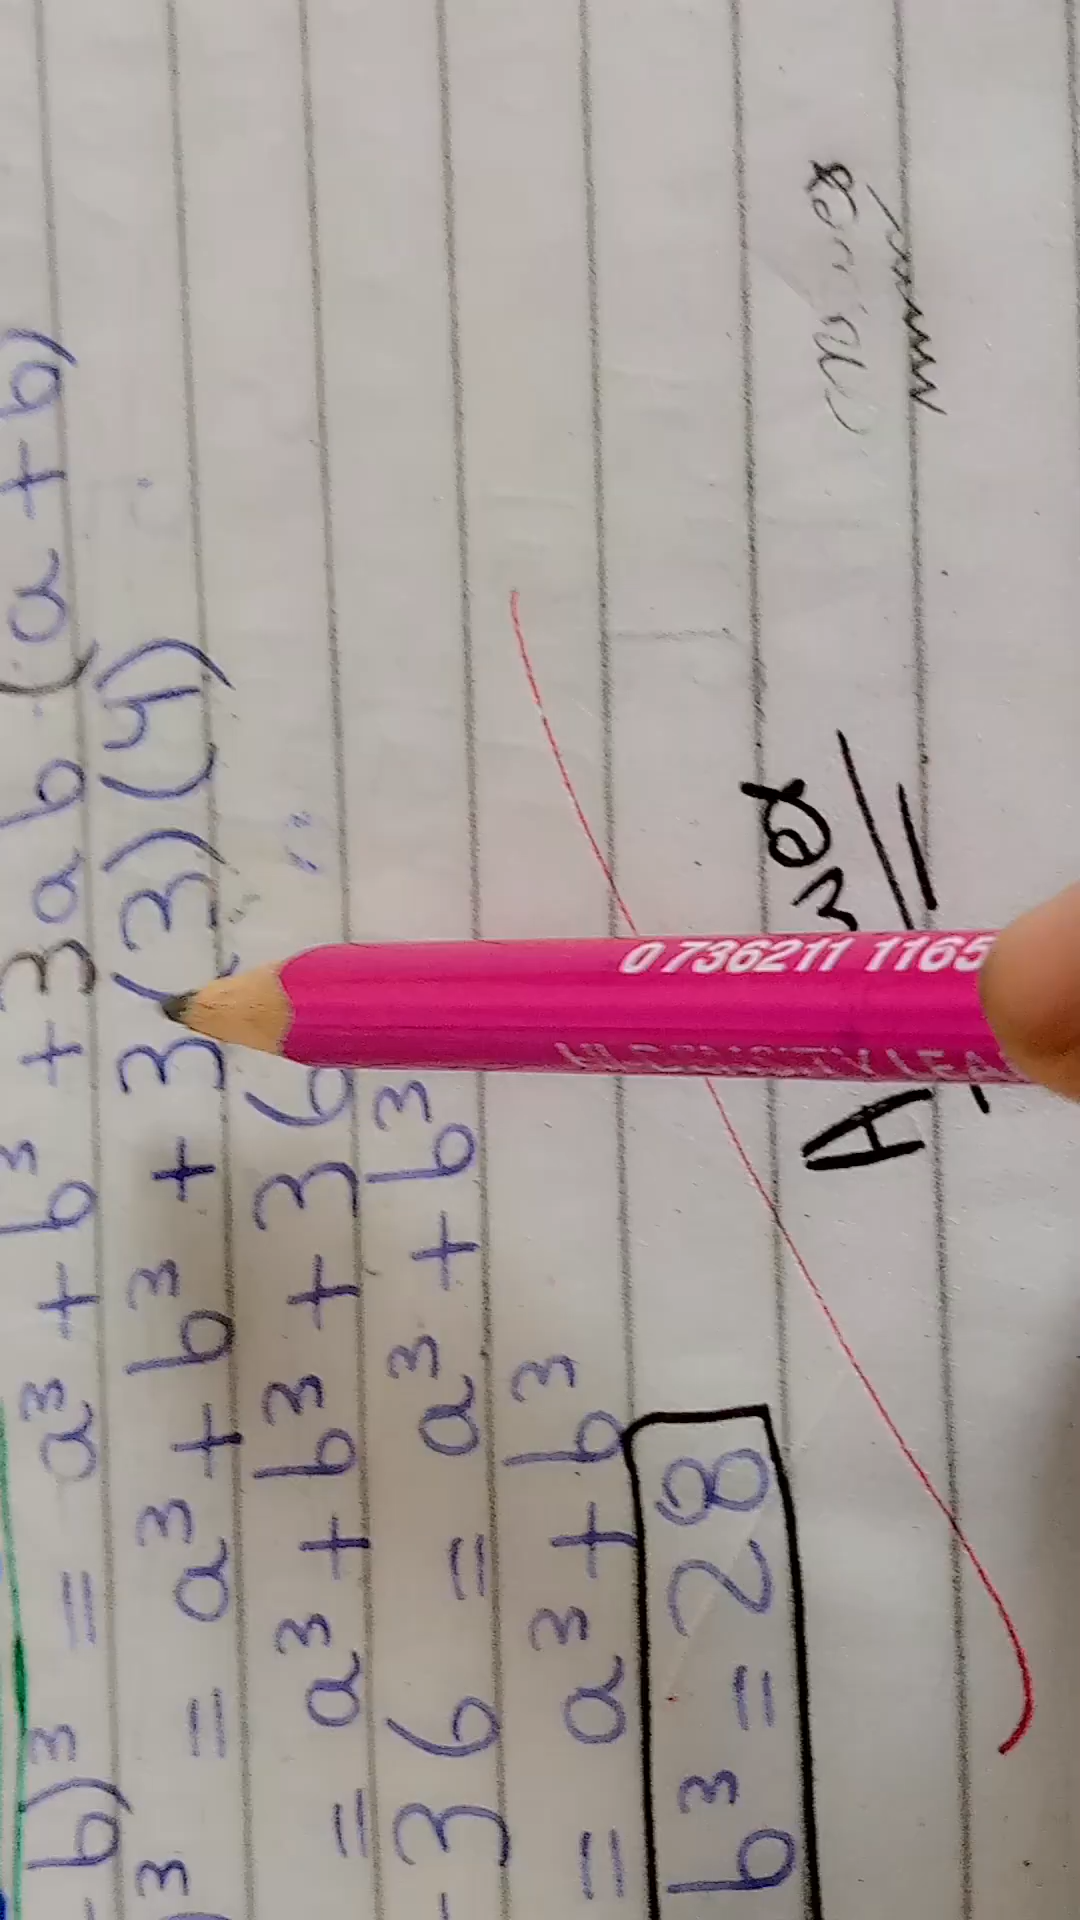 b)³ = a³ + b³ + 3ab (a + b)
)³ = a³ + b³ + 3(3)(4)
= a³ + b³ + 36
- 36 = a³ + b³
= a³ + b³
b³ = 28
0736211 1165